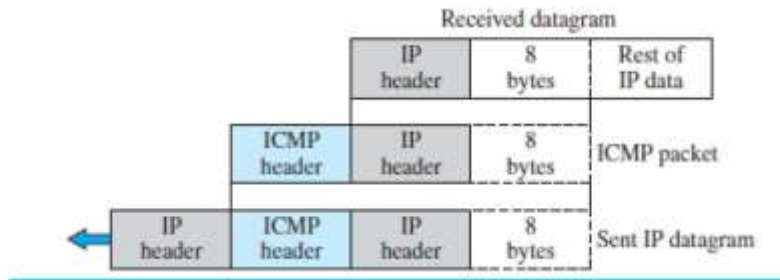 Received datagram
IP header
8 bytes
Rest of IP data
ICMP header
IP header
8 bytes
ICMP packet
IP header
ICMP header
IP header
8 bytes
Sent IP datagram